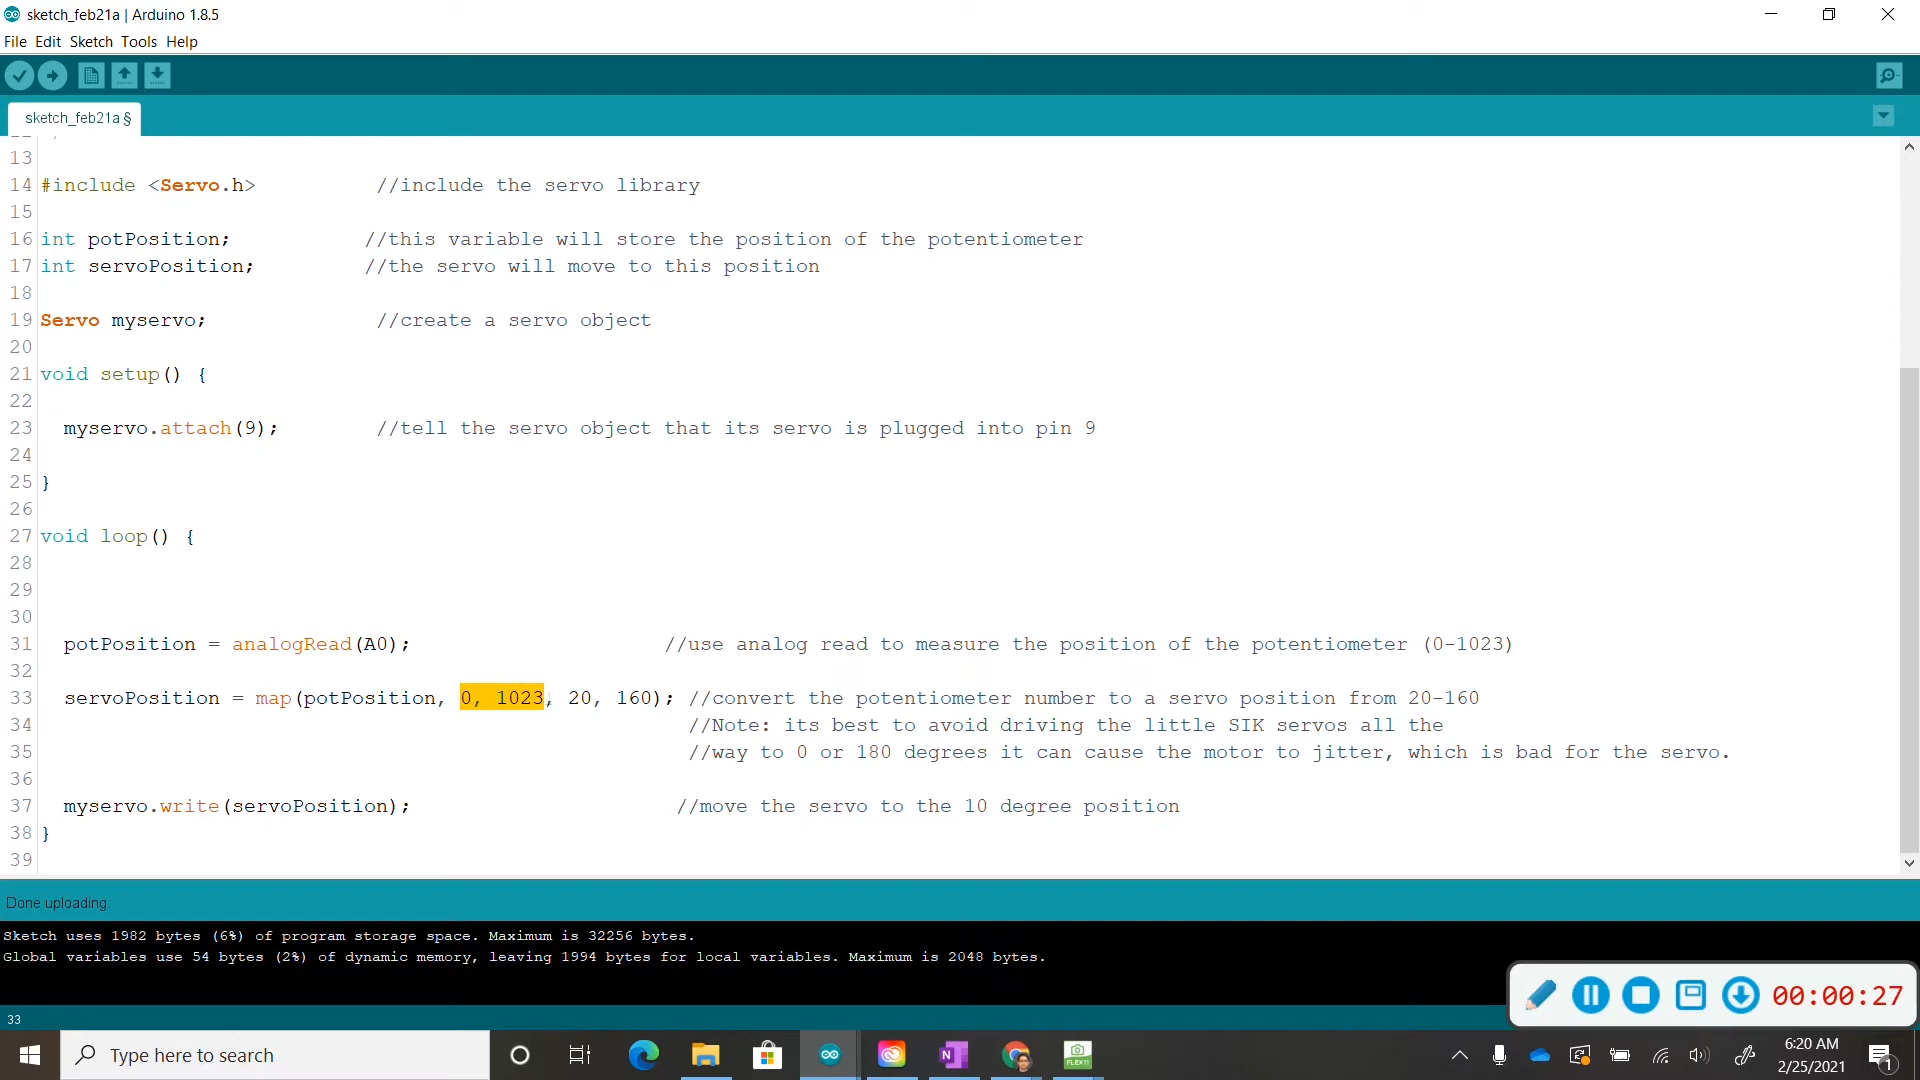 sketch_feb21a | Arduino 1.8.5
File Edit Sketch Tools Help
sketch_feb21a §
13
14 #include <Servo.h> //include the servo library
15
16 int potPosition; //this variable will store the position of the potentiometer
17 int servoPosition; //the servo will move to this position
18
19 Servo myservo; //create a servo object
20
21 void setup() {
22
23 myservo.attach(9); //tell the servo object that its servo is plugged into pin 9
24
25 }
26
27 void loop() {
28
29
30
31 potPosition = analogRead(A0); //use analog read to measure the position of the potentiometer (0-1023)
32
33 servoPosition = map(potPosition, 0, 1023, 20, 160); //convert the potentiometer number to a servo position from 20-160
34 //Note: its best to avoid driving the little SIK servos all the
35 //way to 0 or 180 degrees it can cause the motor to jitter, which is bad for the servo.
36
37 myservo.write(servoPosition); //move the servo to the 10 degree position
38 }
39
Done uploading.
Sketch uses 1982 bytes (6%) of program storage space. Maximum is 32256 bytes.
Global variables use 54 bytes (2%) of dynamic memory, leaving 1994 bytes for local variables. Maximum is 2048 bytes.
00:00:27
33
Type here to search
N
FLEX11
6:20 AM
2/25/2021
1